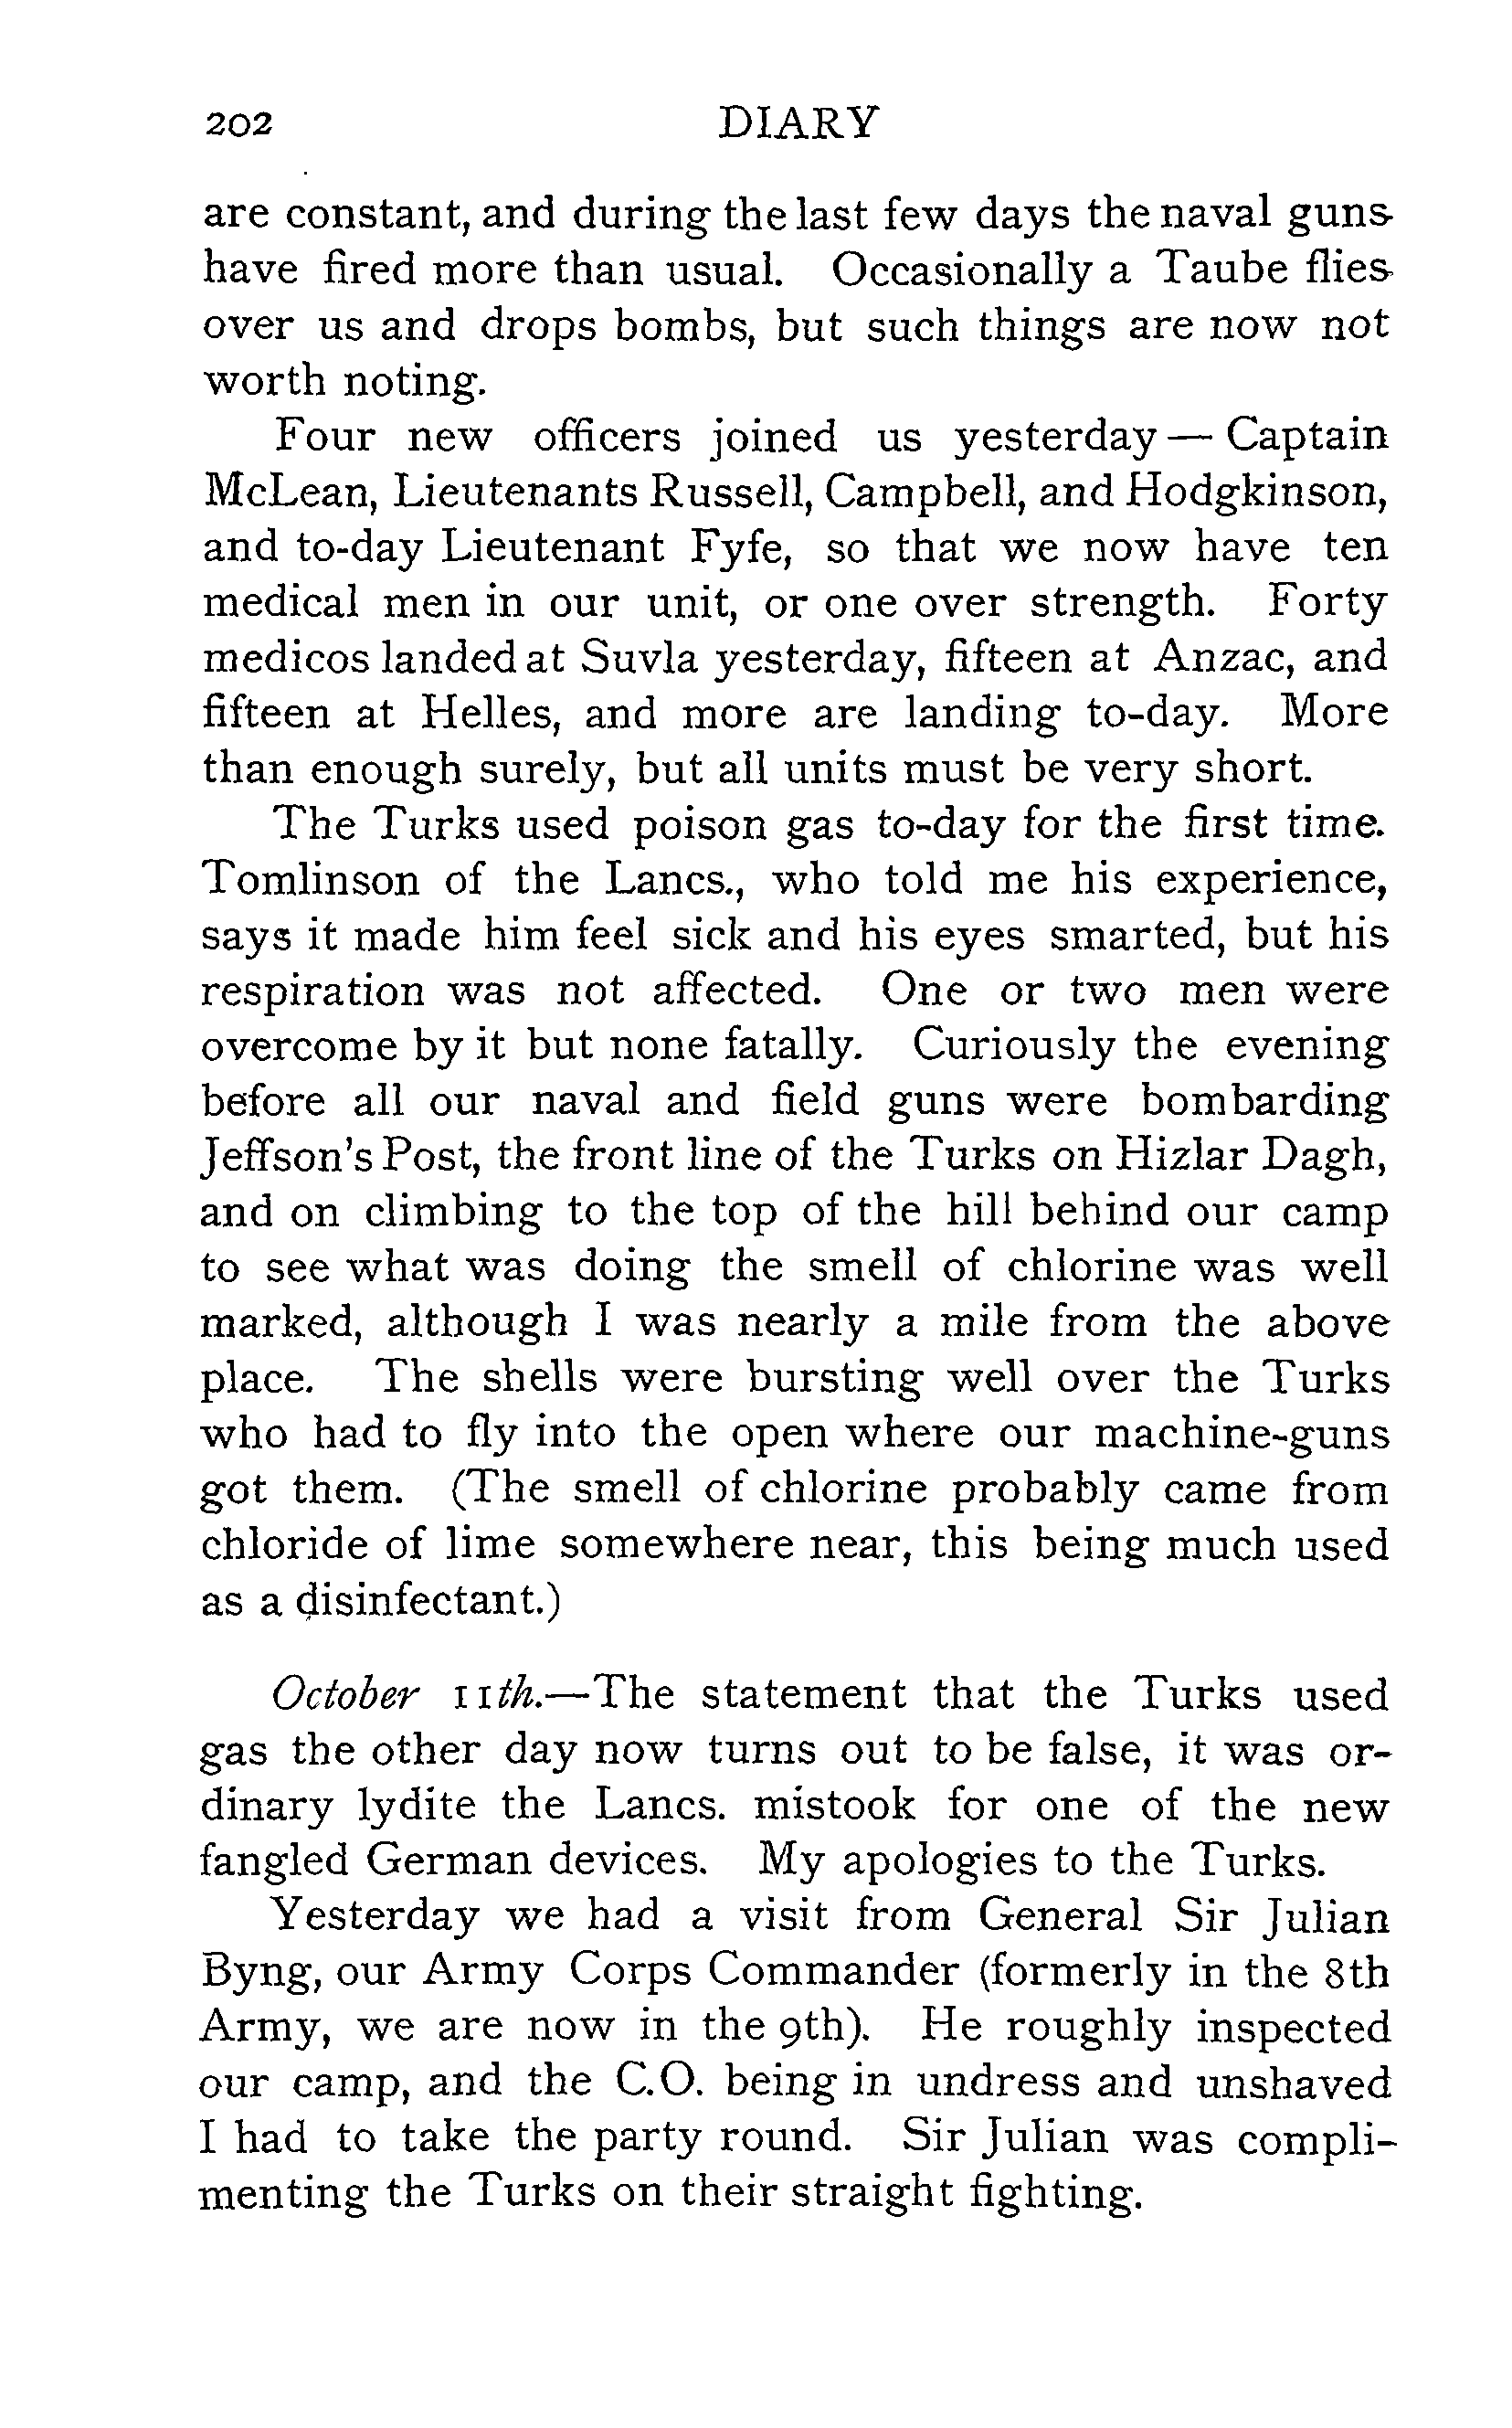 202 DIARY
are constant, and during the last few days the naval guns
have fired more than usual. Occasionally a Taube flies
over us and drops bombs, but such things are now not
worth noting.
Four new officers joined us yesterday — Captain
McLean, Lieutenants Russell, Campbell, and Hodgkinson,
and to-day Lieutenant Fyfe, so that we now have ten
medical men in our unit, or one over strength. Forty
medicos landed at Suvla yesterday, fifteen at Anzac, and
fifteen at Helles, and more are landing to-day. More
than enough surely, but all units must be very short.
The Turks used poison gas to-day for the first time.
Tomlinson of the Lancs., who told me his experience,
says it made him feel sick and his eyes smarted, but his
respiration was not affected. One or two men were
overcome by it but none fatally. Curiously the evening
before all our naval and field guns were bombarding
Jeffson's Post, the front line of the Turks on Hizlar Dagh,
and on climbing to the top of the hill behind our camp
to see what was doing the smell of chlorine was well
marked, although I was nearly a mile from the above
place. The shells were bursting well over the Turks
who had to fly into the open where our machine-guns
got them. (The smell of chlorine probably came from
chloride of lime somewhere near, this being much used
as a disinfectant.)
October 11th.—The statement that the Turks used
gas the other day now turns out to be false, it was or-
dinary lydite the Lancs. mistook for one of the new
fangled German devices. My apologies to the Turks.
Yesterday we had a visit from General Sir Julian
Byng, our Army Corps Commander (formerly in the 8th
Army, we are now in the 9th). He roughly inspected
our camp, and the C.O. being in undress and unshaved
I had to take the party round. Sir Julian was compli-
menting the Turks on their straight fighting.